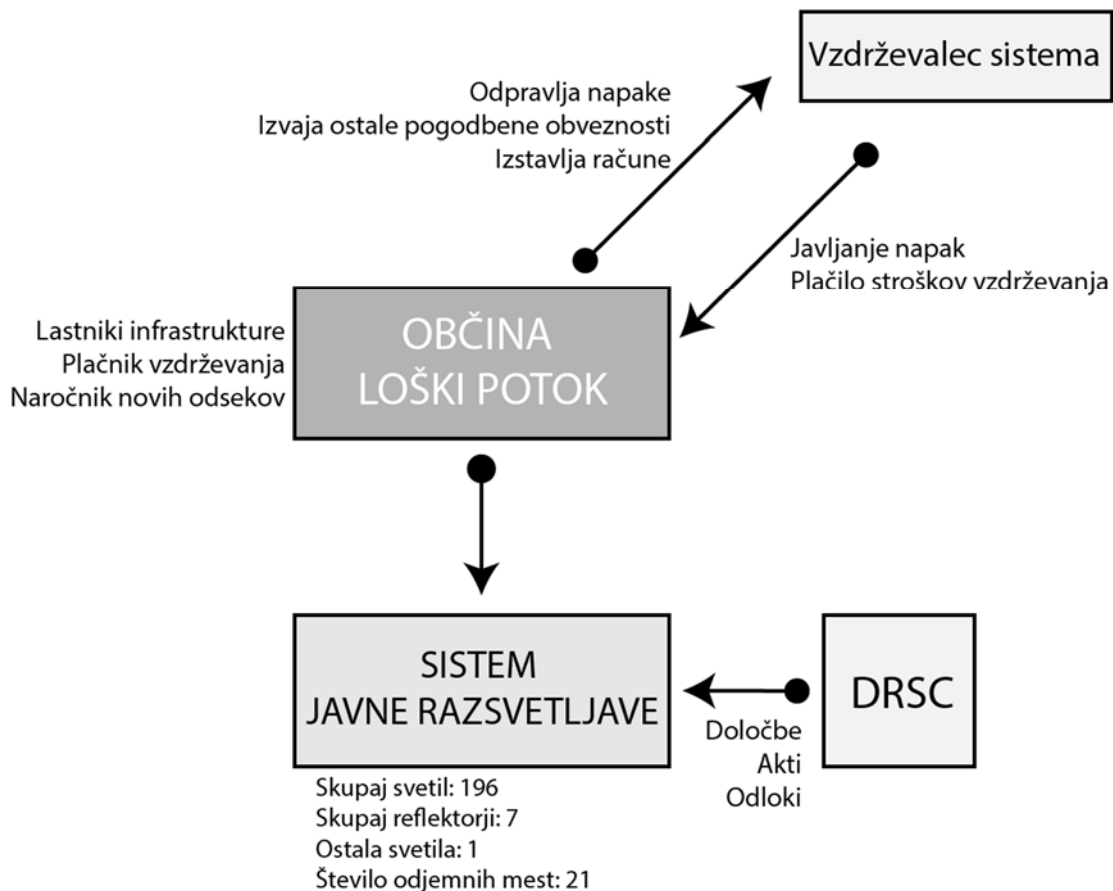 Vzdrževalec sistema
Odpravlja napake
Izvaja ostale pogodbene obveznosti
Izstavlja račune
Javljanje napak
Plačilo stroškov vzdrževanja
Lastniki infrastrukture
Plačnik vzdrževanja
Naročnik novih odsekov
OBČINA
LOŠKI POTOK
SISTEM
JAVNE RAZSVETLJAVE
DRSC
Določbe
Akti
Odloki
Skupaj svetil: 196
Skupaj reflektorji: 7
Ostala svetila: 1
Število odjemnih mest: 21